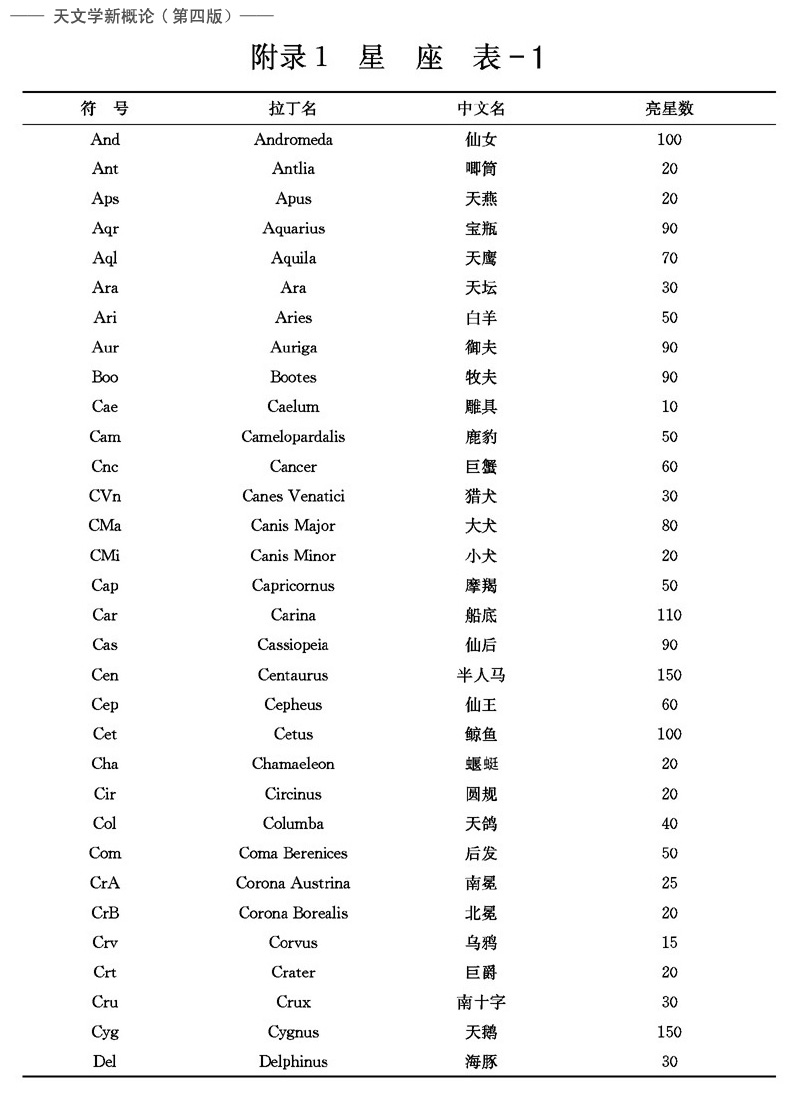 —— 天文学新概论（第四版）——
附录1 星 座 表-1
符 号 拉丁名 中文名 亮星数
And Andromeda 仙女 100
Ant Antlia 唧筒 20
Aps Apus 天燕 20
Aqr Aquarius 宝瓶 90
Aql Aquila 天鹰 70
Ara Ara 天坛 30
Ari Aries 白羊 50
Aur Auriga 御夫 90
Boo Bootes 牧夫 90
Cae Caelum 雕具 10
Cam Camelopardalis 鹿豹 50
Cnc Cancer 巨蟹 60
CVn Canes Venatici 猎犬 30
CMa Canis Major 大犬 80
CMi Canis Minor 小犬 20
Cap Capricornus 摩羯 50
Car Carina 船底 110
Cas Cassiopeia 仙后 90
Cen Centaurus 半人马 150
Cep Cepheus 仙王 60
Cet Cetus 鲸鱼 100
Cha Chamaeleon 蝘蜓 20
Cir Circinus 圆规 20
Col Columba 天鸽 40
Com Coma Berenices 后发 50
CrA Corona Austrina 南冕 25
CrB Corona Borealis 北冕 20
Crv Corvus 乌鸦 15
Crt Crater 巨爵 20
Cru Crux 南十字 30
Cyg Cygnus 天鹅 150
Del Delphinus 海豚 30